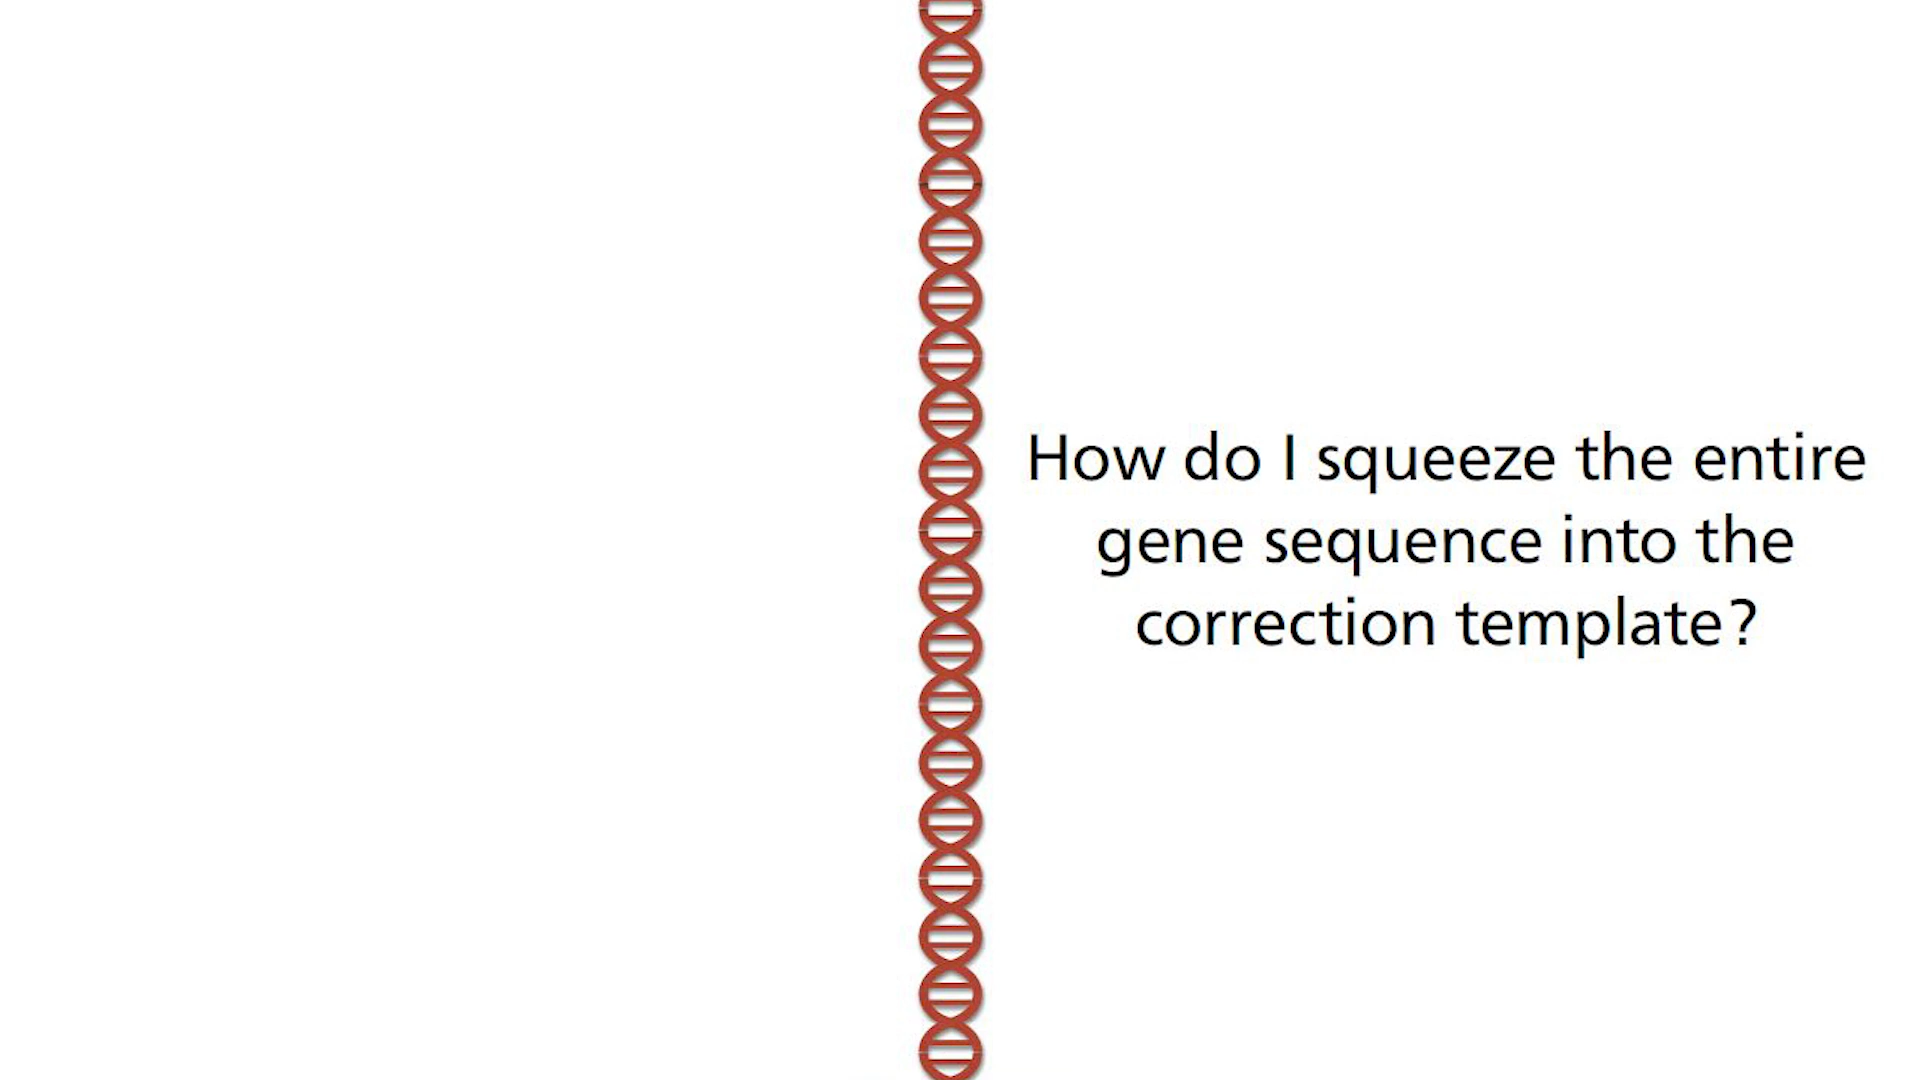 How do I squeeze the entire
gene sequence into the
correction template?